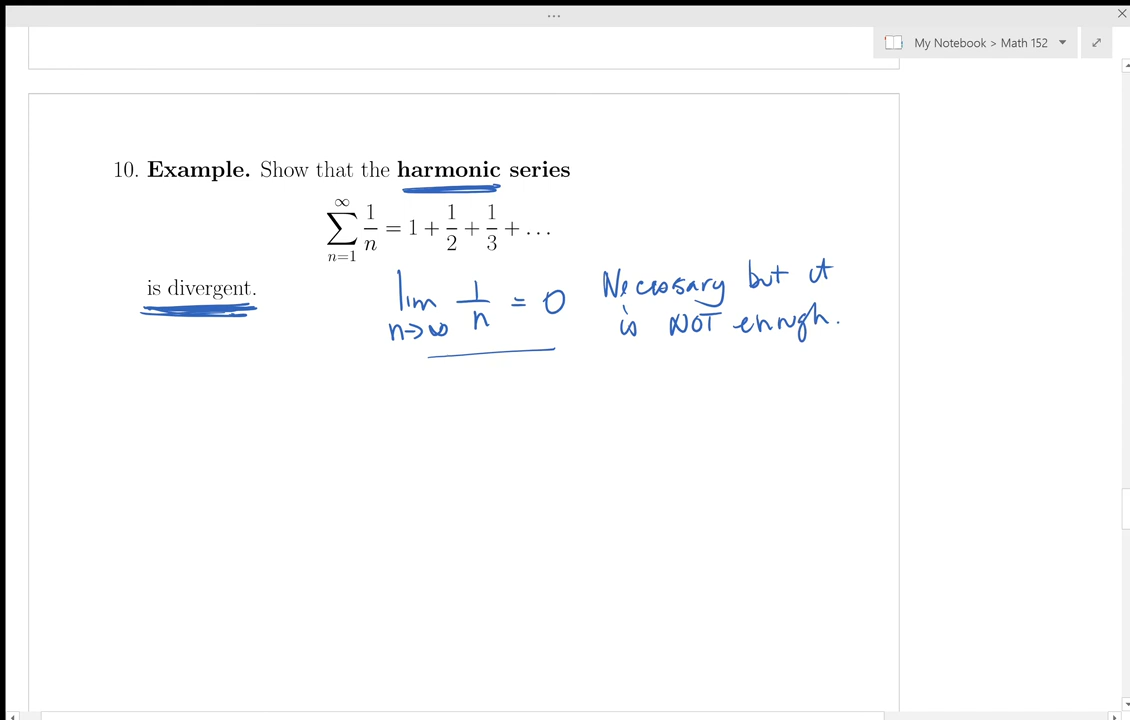 ...
My Notebook > Math 152
10. Example. Show that the harmonic series
∞
∑ 1/n = 1 + 1/2 + 1/3 + ...
n=1
is divergent.
lim 1/n = 0
n→∞
Necessary but it
is NOT enough.